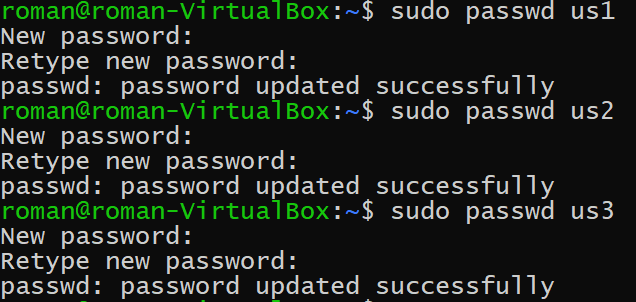 roman@roman-VirtualBox:~$ sudo passwd us1
New password:
Retype new password:
passwd: password updated successfully
roman@roman-VirtualBox:~$ sudo passwd us2
New password:
Retype new password:
passwd: password updated successfully
roman@roman-VirtualBox:~$ sudo passwd us3
New password:
Retype new password:
passwd: password updated successfully